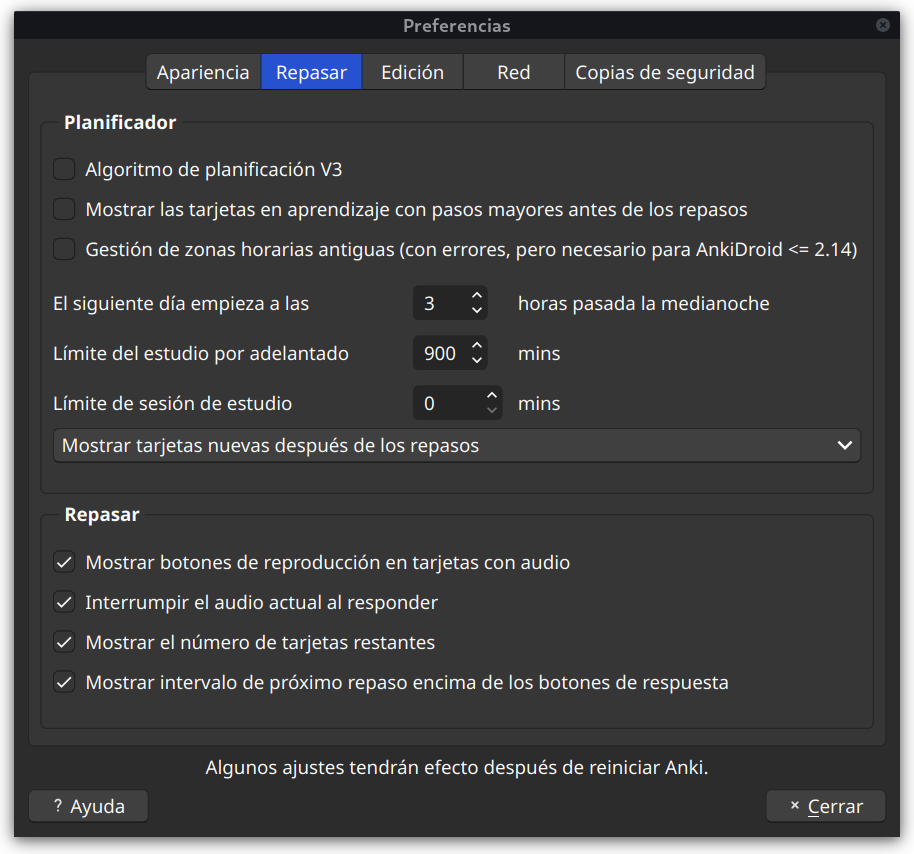 Preferencias
Apariencia Repasar Edición Red Copias de seguridad
Planificador
Algoritmo de planificación V3
Mostrar las tarjetas en aprendizaje con pasos mayores antes de los repasos
Gestión de zonas horarias antiguas (con errores, pero necesario para AnkiDroid <= 2.14)
El siguiente día empieza a las 3 horas pasada la medianoche
Límite del estudio por adelantado 900 mins
Límite de sesión de estudio 0 mins
Mostrar tarjetas nuevas después de los repasos
Repasar
Mostrar botones de reproducción en tarjetas con audio
Interrumpir el audio actual al responder
Mostrar el número de tarjetas restantes
Mostrar intervalo de próximo repaso encima de los botones de respuesta
Algunos ajustes tendrán efecto después de reiniciar Anki.
? Ayuda × Cerrar